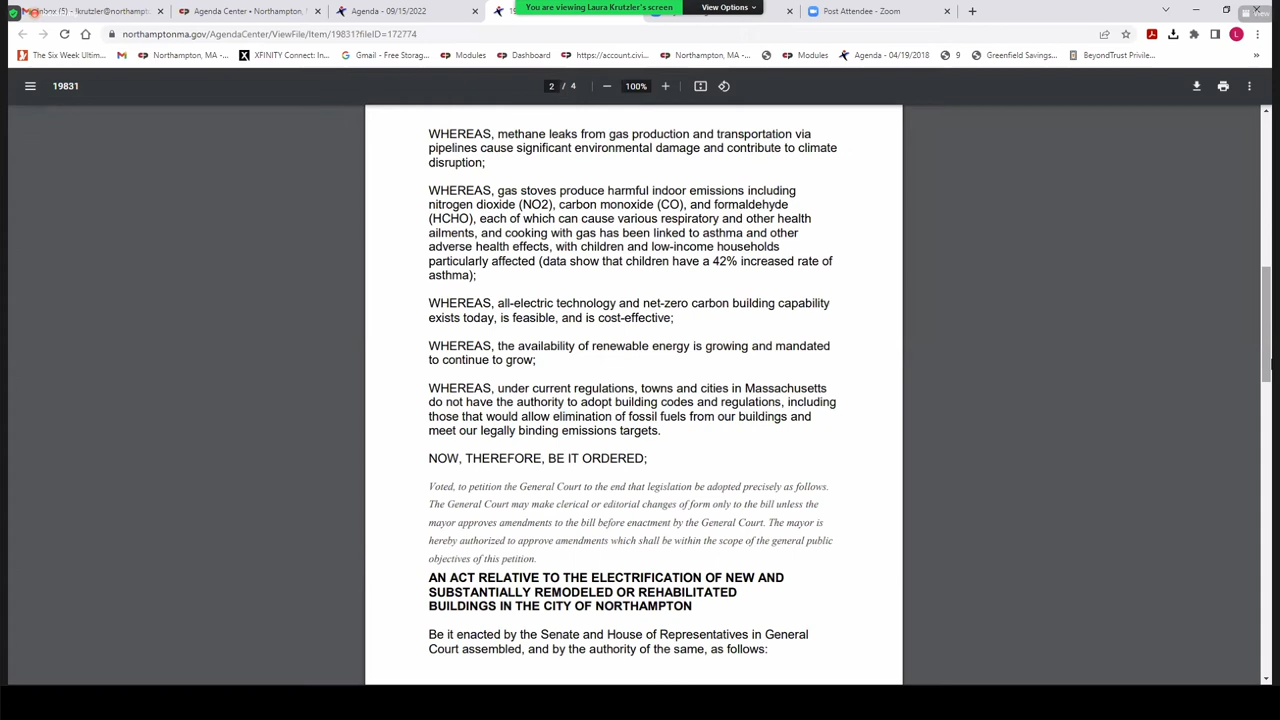 You are viewing Laura Krutzler's screen
View Options
View
Inbox (5) - lkrutzler@northampto
Agenda Center • Northampton,
Agenda - 09/15/2022
Post Attendee - Zoom
northamptonma.gov/AgendaCenter/ViewFile/Item/19831?fileID=172774
L
The Six Week Ultim...
Northampton, MA -...
XFINITY Connect: In...
Gmail - Free Storag...
Modules
Dashboard
https://account.civi...
Northampton, MA -...
Modules
Agenda - 04/19/2018
9
Greenfield Savings...
BeyondTrust Privile...
»
19831
2 / 4
100%
WHEREAS, methane leaks from gas production and transportation via
pipelines cause significant environmental damage and contribute to climate
disruption;
WHEREAS, gas stoves produce harmful indoor emissions including
nitrogen dioxide (NO2), carbon monoxide (CO), and formaldehyde
(HCHO), each of which can cause various respiratory and other health
ailments, and cooking with gas has been linked to asthma and other
adverse health effects, with children and low-income households
particularly affected (data show that children have a 42% increased rate of
asthma);
WHEREAS, all-electric technology and net-zero carbon building capability
exists today, is feasible, and is cost-effective;
WHEREAS, the availability of renewable energy is growing and mandated
to continue to grow;
WHEREAS, under current regulations, towns and cities in Massachusetts
do not have the authority to adopt building codes and regulations, including
those that would allow elimination of fossil fuels from our buildings and
meet our legally binding emissions targets.
NOW, THEREFORE, BE IT ORDERED;
Voted, to petition the General Court to the end that legislation be adopted precisely as follows.
The General Court may make clerical or editorial changes of form only to the bill unless the
mayor approves amendments to the bill before enactment by the General Court. The mayor is
hereby authorized to approve amendments which shall be within the scope of the general public
objectives of this petition.
AN ACT RELATIVE TO THE ELECTRIFICATION OF NEW AND
SUBSTANTIALLY REMODELED OR REHABILITATED
BUILDINGS IN THE CITY OF NORTHAMPTON
Be it enacted by the Senate and House of Representatives in General
Court assembled, and by the authority of the same, as follows: